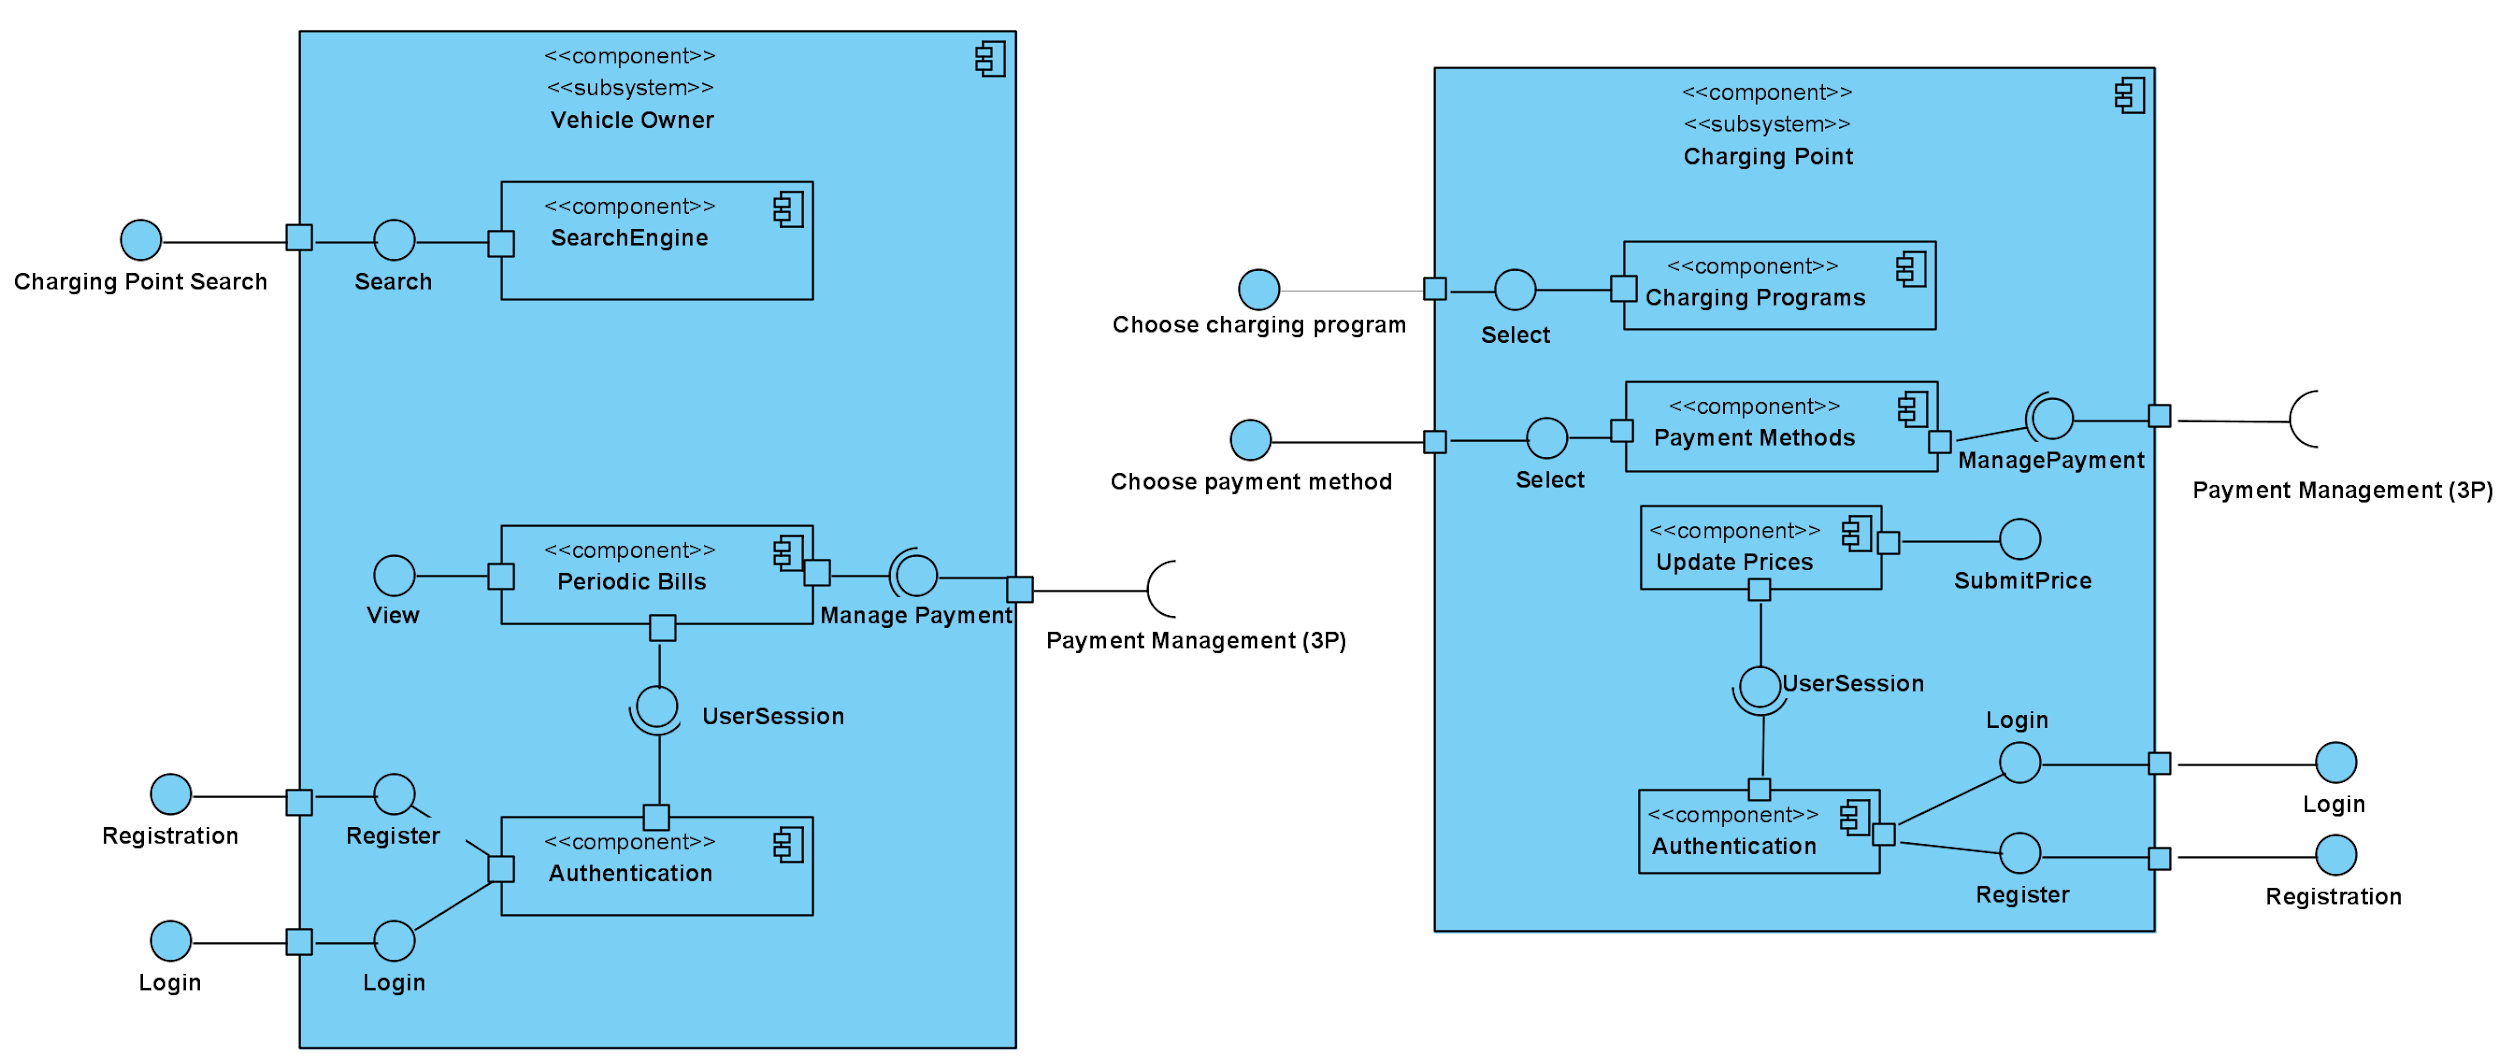 <<component>>
<<subsystem>>
Vehicle Owner
<<component>>
SearchEngine
Charging Point Search
Search
<<component>>
Periodic Bills
View
Manage Payment
Payment Management (3P)
UserSession
Registration
Register
<<component>>
Authentication
Login
Login
<<component>>
<<subsystem>>
Charging Point
<<component>>
Charging Programs
Choose charging program
Select
<<component>>
Payment Methods
ManagePayment
Choose payment method
Select
Payment Management (3P)
<<component>>
Update Prices
SubmitPrice
UserSession
Login
Login
<<component>>
Authentication
Register
Registration